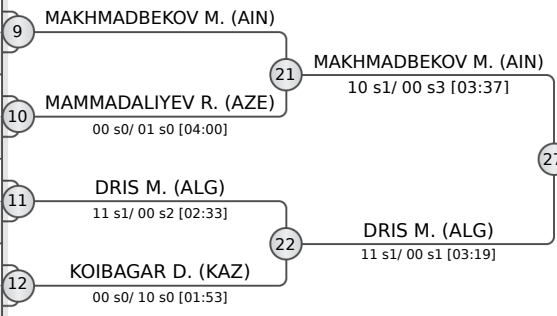 9
MAKHMADBEKOV M. (AIN)
21
MAKHMADBEKOV M. (AIN)
10 s1/ 00 s3 [03:37]
10
MAMMADALIYEV R. (AZE)
00 s0/ 01 s0 [04:00]
27
11
DRIS M. (ALG)
11 s1/ 00 s2 [02:33]
22
DRIS M. (ALG)
11 s1/ 00 s1 [03:19]
12
KOIBAGAR D. (KAZ)
00 s0/ 10 s0 [01:53]